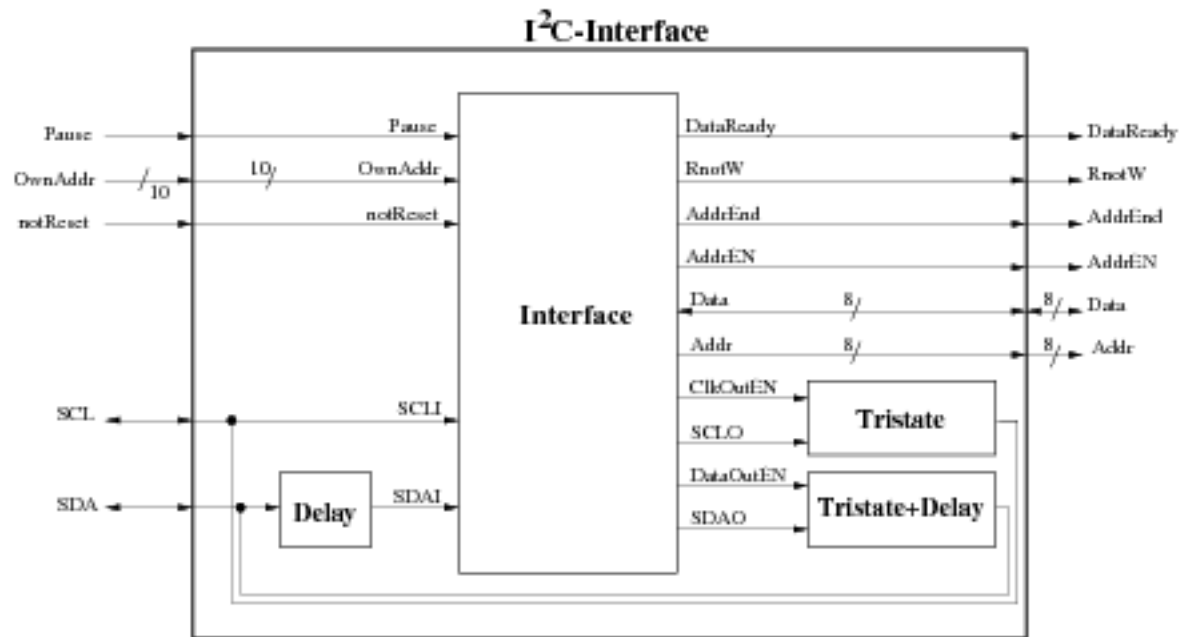 I²C-Interface
Pause Pause DataReady DataReady
OwnAddr /10 10/ OwnAddr RnotW RnotW
notReset notReset AddrEnd AddrEnd
AddrEN AddrEN
Interface Data 8/ 8/ Data
Addr 8/ 8/ Addr
ClkOutEN
SCL SCLI Tristate
SCLO
DataOutEN
SDA Delay SDAI Tristate+Delay
SDAO